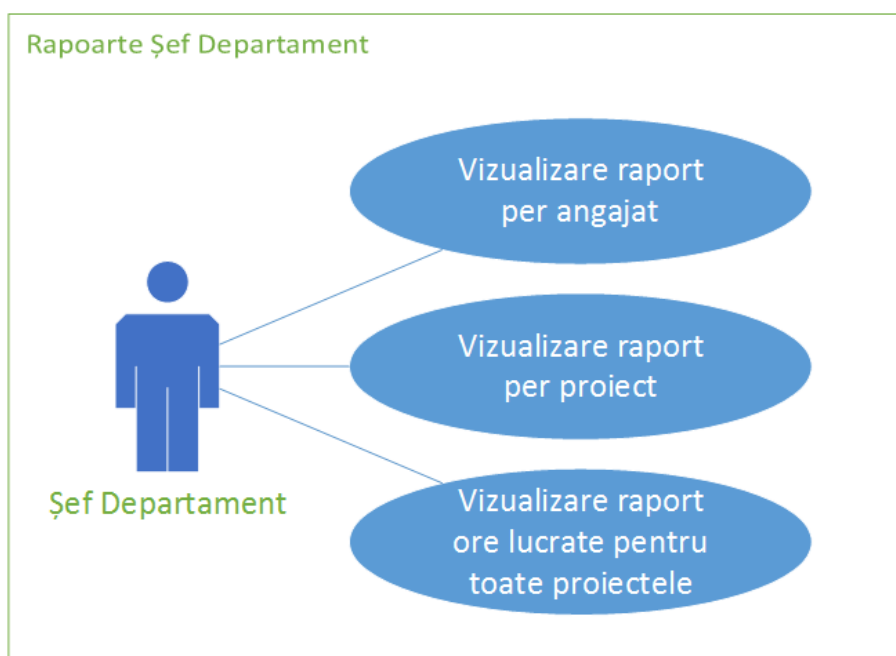 Rapoarte Șef Departament
Vizualizare raport
per angajat
Vizualizare raport
per proiect
Șef Departament
Vizualizare raport
ore lucrate pentru
toate proiectele